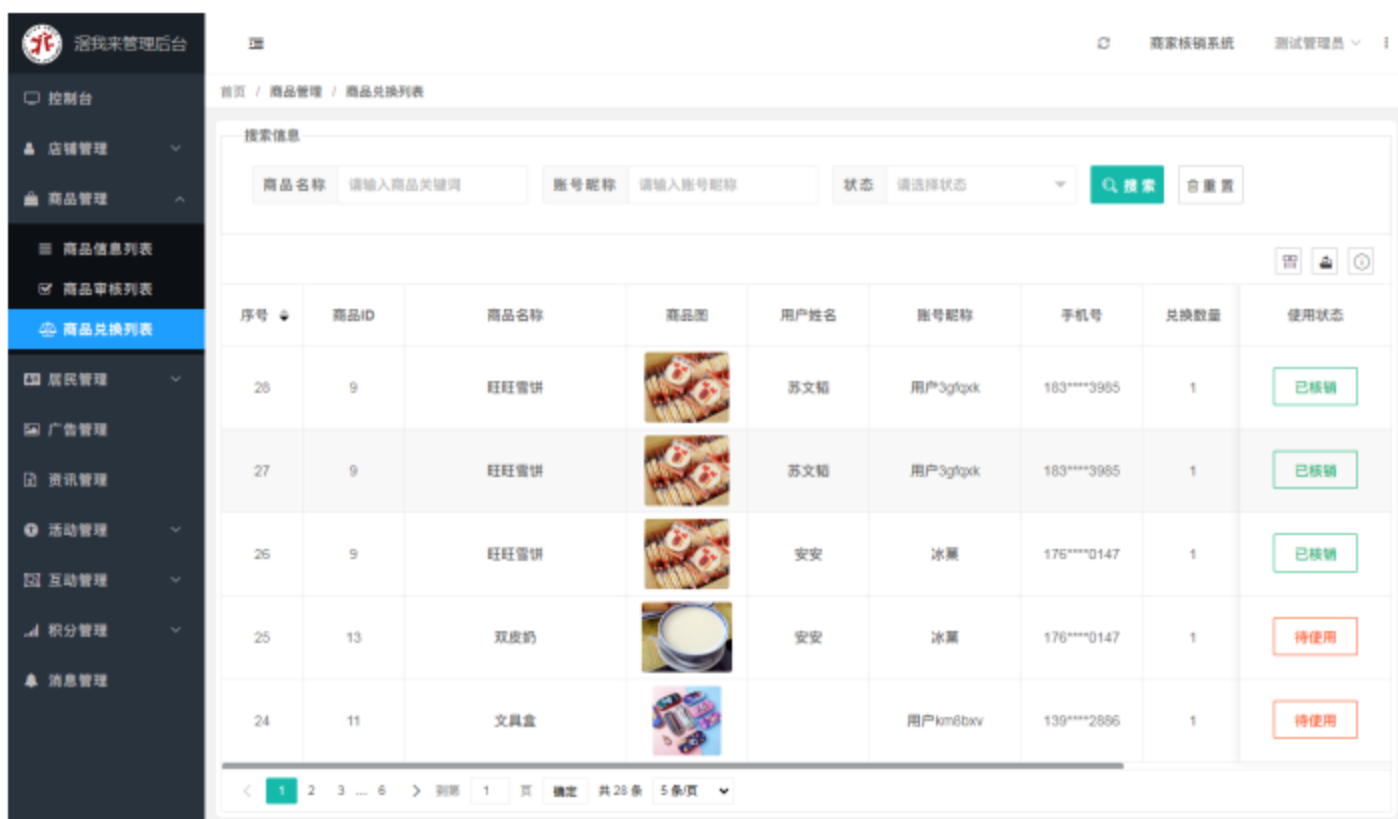 我来管理后台
商家核销系统 测试管理员
控制台
店铺管理
商品管理
商品信息列表
商品审核列表
商品兑换列表
居民管理
广告管理
资讯管理
活动管理
互动管理
积分管理
消息管理
首页 / 商品管理 / 商品兑换列表
搜索信息
商品名称 请输入商品关键词 账号昵称 请输入账号昵称 状态 请选择状态 搜索 重置
序号 商品ID 商品名称 商品图 用户姓名 账号昵称 手机号 兑换数量 使用状态
28 9 旺旺雪饼 苏文韬 用户3gfqxk 183****3985 1 已核销
27 9 旺旺雪饼 苏文韬 用户3gfqxk 183****3985 1 已核销
26 9 旺旺雪饼 安安 冰菓 176****0147 1 已核销
25 13 双皮奶 安安 冰菓 176****0147 1 待使用
24 11 文具盒 用户km8bxv 139****2886 1 待使用
1 2 3 … 6 到第 1 页 确定 共 28 条 5 条/页